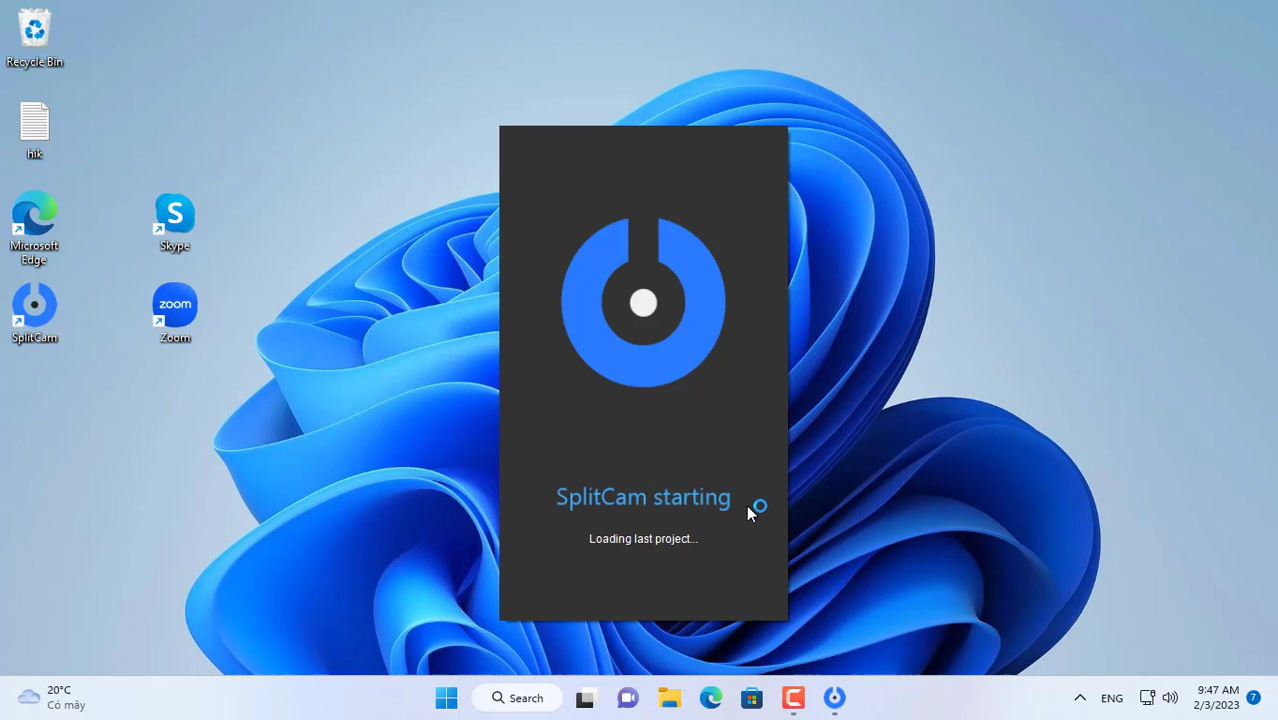 Recycle Bin
hik
Microsoft
Edge
S
Skype
SplitCam
zoom
Zoom
SplitCam starting
Loading last project...
20°C
Có mây
Search
ENG
9:47 AM
2/3/2023
7